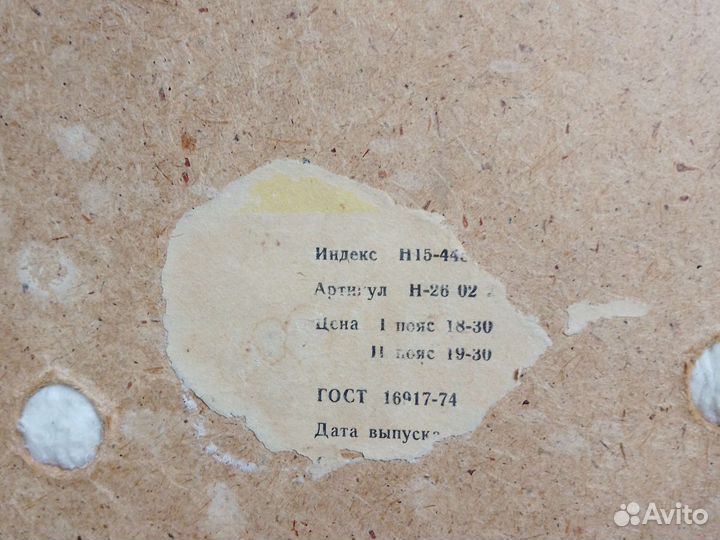 Индекс Н15-44
Артикул Н-26 02
Цена I пояс 18-30
II пояс 19-30
ГОСТ 16917-74
Дата выпуска
Avito